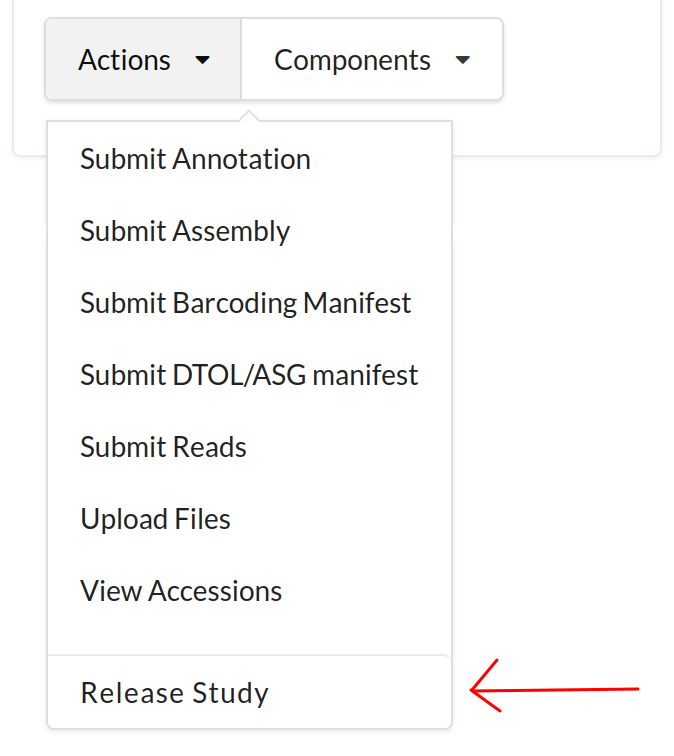 Actions
Components
Submit Annotation
Submit Assembly
Submit Barcoding Manifest
Submit DTOL/ASG manifest
Submit Reads
Upload Files
View Accessions
Release Study